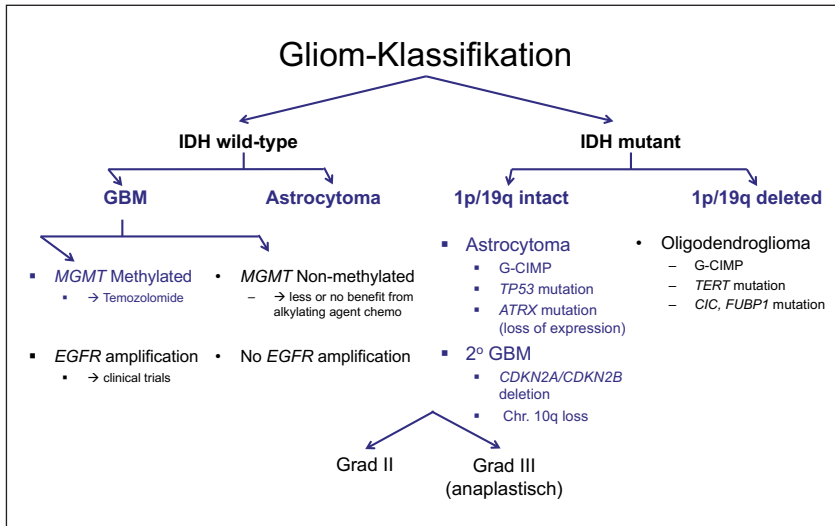 Gliom-Klassifikation
IDH wild-type
IDH mutant
GBM
Astrocytoma
1p/19q intact
1p/19q deleted
▪ MGMT Methylated
▪ → Temozolomide
• MGMT Non-methylated
– → less or no benefit from
alkylating agent chemo
▪ EGFR amplification
▪ → clinical trials
• No EGFR amplification
▪ Astrocytoma
▪ G-CIMP
▪ TP53 mutation
▪ ATRX mutation
(loss of expression)
▪ 2º GBM
▪ CDKN2A/CDKN2B
deletion
▪ Chr. 10q loss
• Oligodendroglioma
– G-CIMP
– TERT mutation
– CIC, FUBP1 mutation
Grad II
Grad III
(anaplastisch)